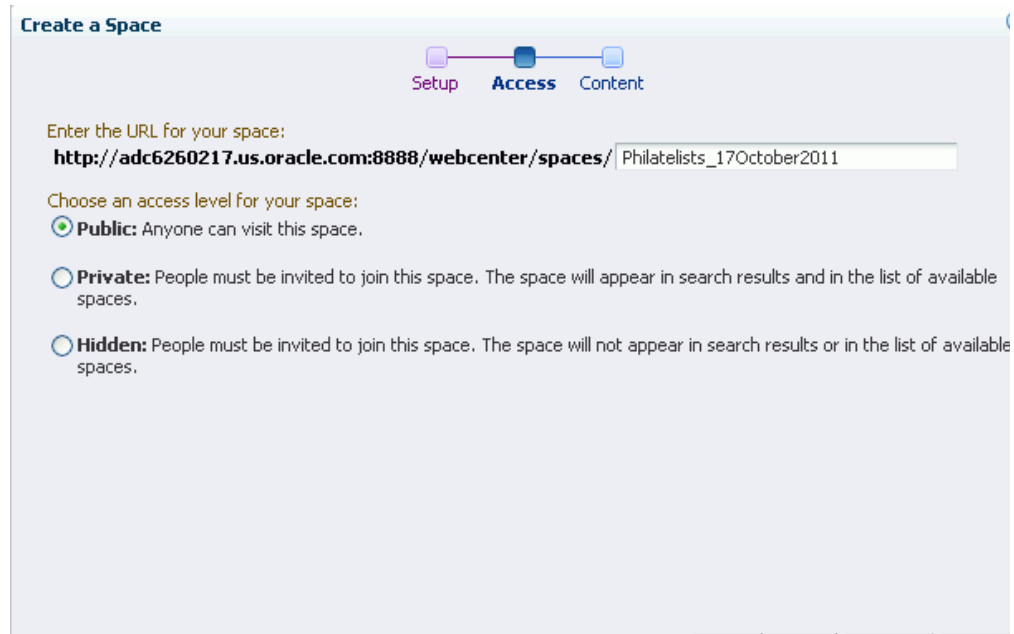 Create a Space
Setup Access Content
Enter the URL for your space:
http://adc6260217.us.oracle.com:8888/webcenter/spaces/ Philatelists_17October2011
Choose an access level for your space:
Public: Anyone can visit this space.
Private: People must be invited to join this space. The space will appear in search results and in the list of available
spaces.
Hidden: People must be invited to join this space. The space will not appear in search results or in the list of available
spaces.